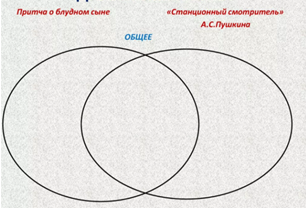 Притча о блудном сыне
«Станционный смотритель»
А.С.Пушкина
ОБЩЕЕ